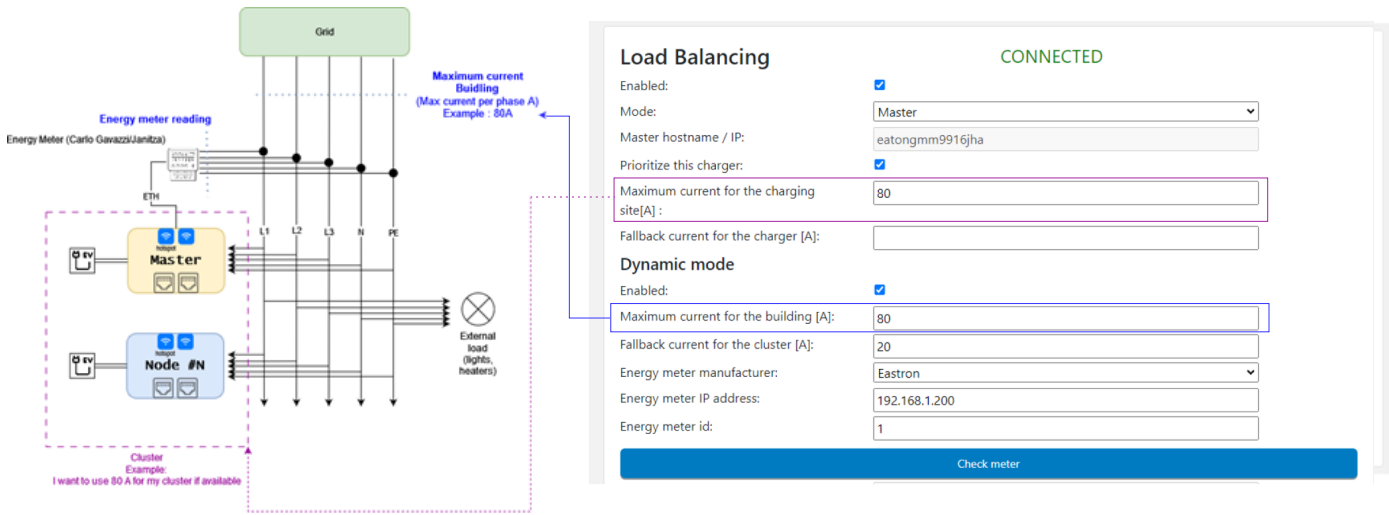 Grid
Maximum current
Buidling
(Max current per phase A)
Example : 80A
Energy meter reading
Energy Meter (Carlo Gavazzi/Janitza)
ETH
L1
L2
L3
N
PE
hotspot
EV
Master
hotspot
EV
Node #N
External
load
(lights,
heaters)
Cluster
Example:
I want to use 80 A for my cluster if available
Load Balancing
CONNECTED
Enabled:
Mode:
Master
Master hostname / IP:
eatongmm9916jha
Prioritize this charger:
Maximum current for the charging
site[A] :
80
Fallback current for the charger [A]:
Dynamic mode
Enabled:
Maximum current for the building [A]:
80
Fallback current for the cluster [A]:
20
Energy meter manufacturer:
Eastron
Energy meter IP address:
192.168.1.200
Energy meter id:
1
Check meter